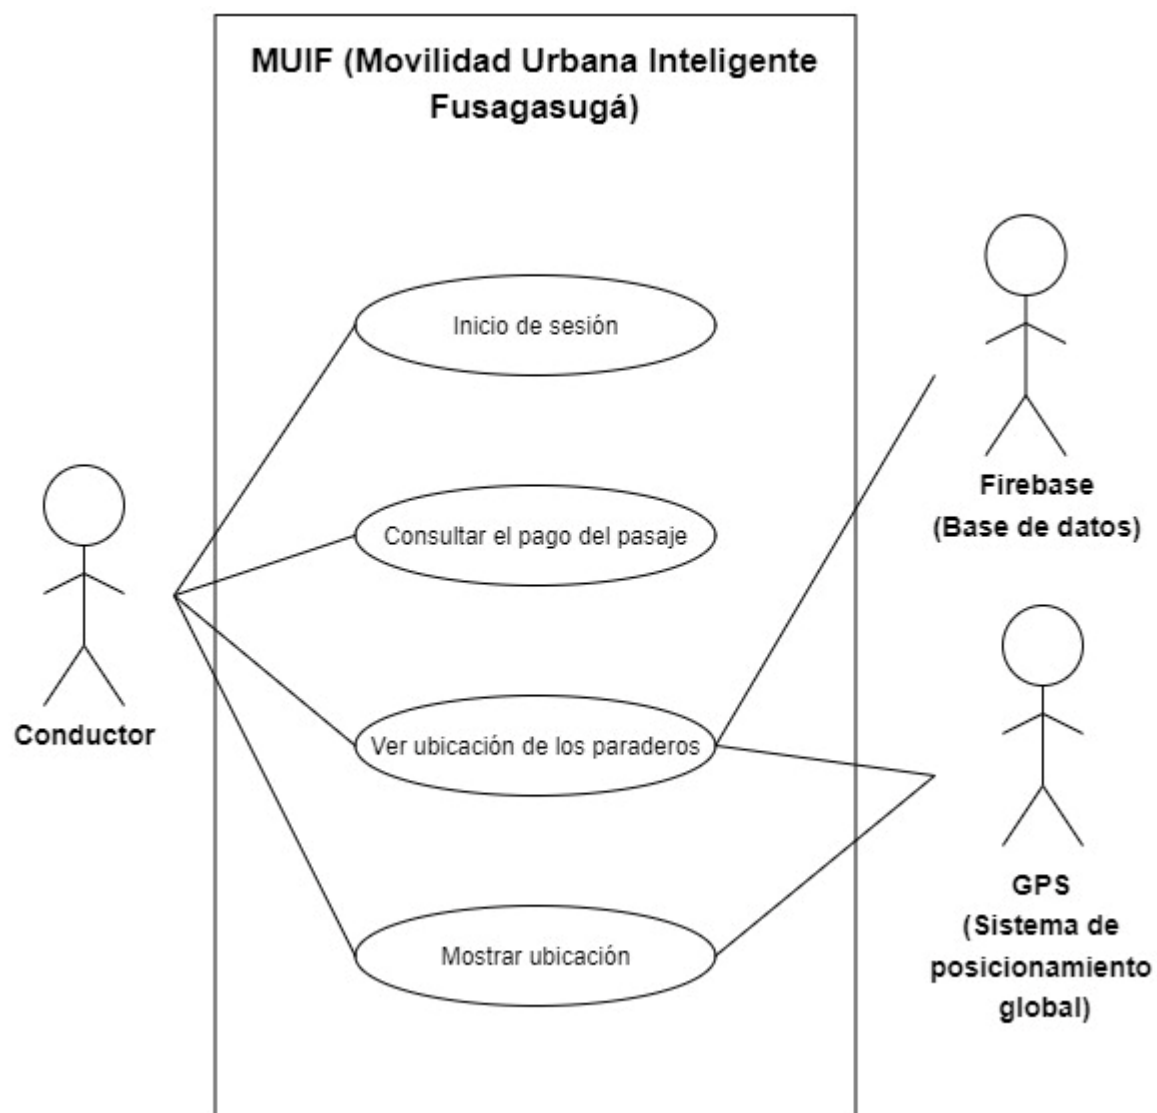 MUIF (Movilidad Urbana Inteligente
Fusagasugá)
Inicio de sesión
Consultar el pago del pasaje
Ver ubicación de los paraderos
Mostrar ubicación
Conductor
Firebase
(Base de datos)
GPS
(Sistema de
posicionamiento
global)